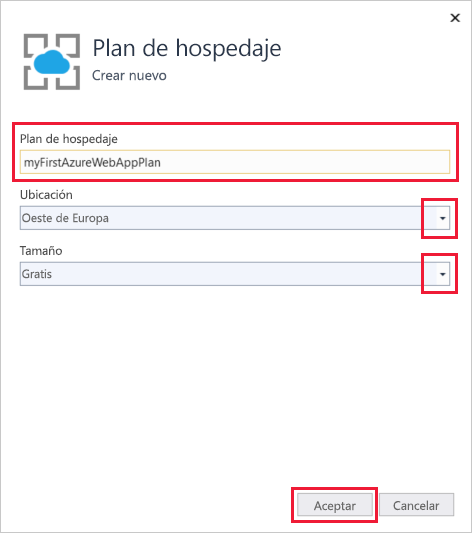 Plan de hospedaje
Crear nuevo
Plan de hospedaje
myFirstAzureWebAppPlan
Ubicación
Oeste de Europa
Tamaño
Gratis
Aceptar
Cancelar